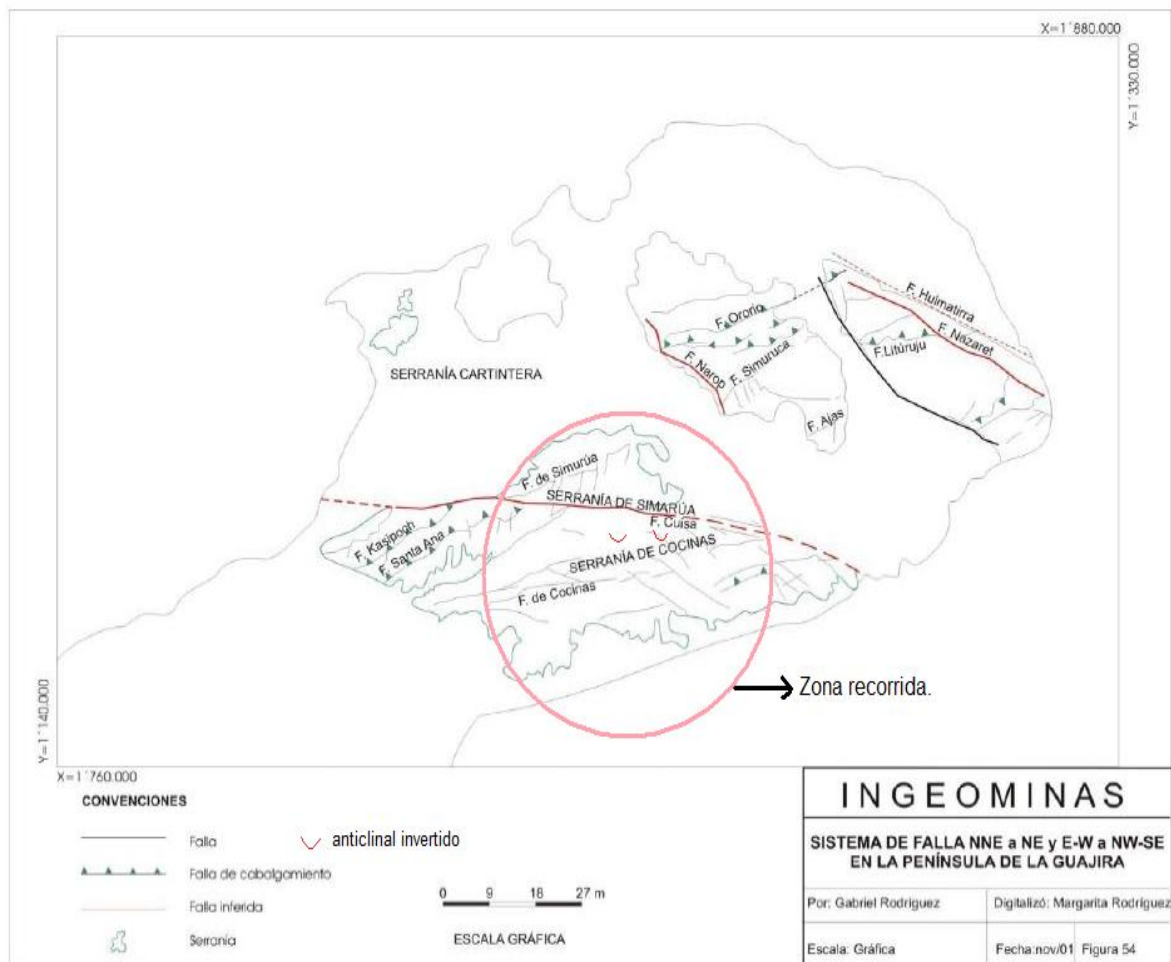 X=1´880.000
Y=1´330.000
F. Huimatirra
F. Nazaret
F. Ororio
F. Litúruju
F. Simuruca
F. Narop
F. Ajas
SERRANÍA CARTINTERA
F. de Simurúa
SERRANÍA DE SIMARÚA
F. Cuisa
F. Kasipogh
F. Santa Ana
SERRANÍA DE COCINAS
F. de Cocinas
Zona recorrida.
Y=1´140.000
X=1´760.000
CONVENCIONES
Falla
anticlinal invertido
Falla de cabalgamiento
Falla inferida
Serranía
0 9 18 27 m
ESCALA GRÁFICA
INGEOMINAS
SISTEMA DE FALLA NNE a NE y E-W a NW-SE
EN LA PENÍNSULA DE LA GUAJIRA
Por: Gabriel Rodriguez
Digitalizó: Margarita Rodríguez
Escala: Gráfica
Fecha:nov/01 Figura 54